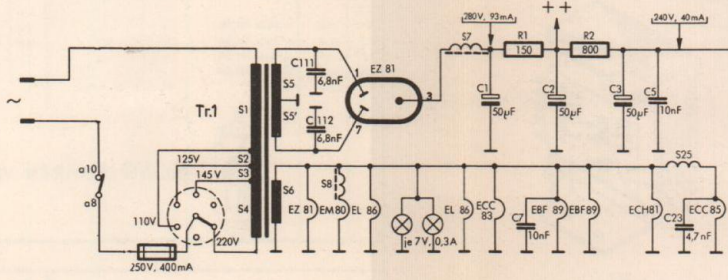 280V, 93mA
++
240V, 40mA
S7
R1
150
R2
800
C111
6,8nF
1
EZ 81
3
7
S5
S5'
C112
6,8nF
C1
50µF
C2
50µF
C3
50µF
C5
10nF
~
Tr.1
S1
S2
S3
S4
125V
145V
110V
220V
a10
a8
250V, 400mA
S6
S8
S25
EZ 81
EM80
EL 86
je 7V, 0,3A
EL 86
ECC 83
C7
10nF
EBF 89
EBF89
ECH81
C23
4,7nF
ECC85